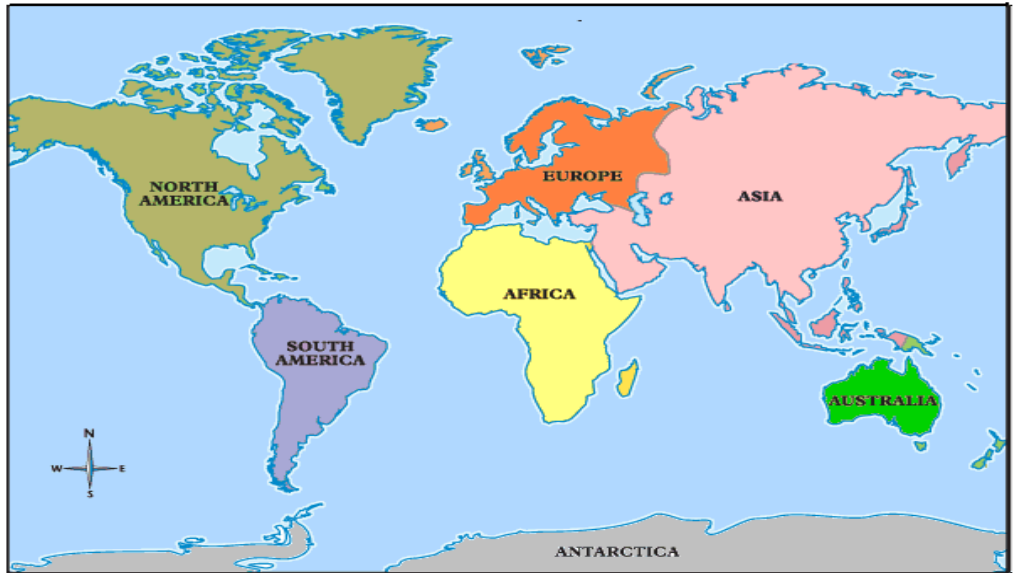 NORTH
AMERICA
EUROPE
ASIA
AFRICA
SOUTH
AMERICA
AUSTRALIA
N
W
E
S
ANTARCTICA